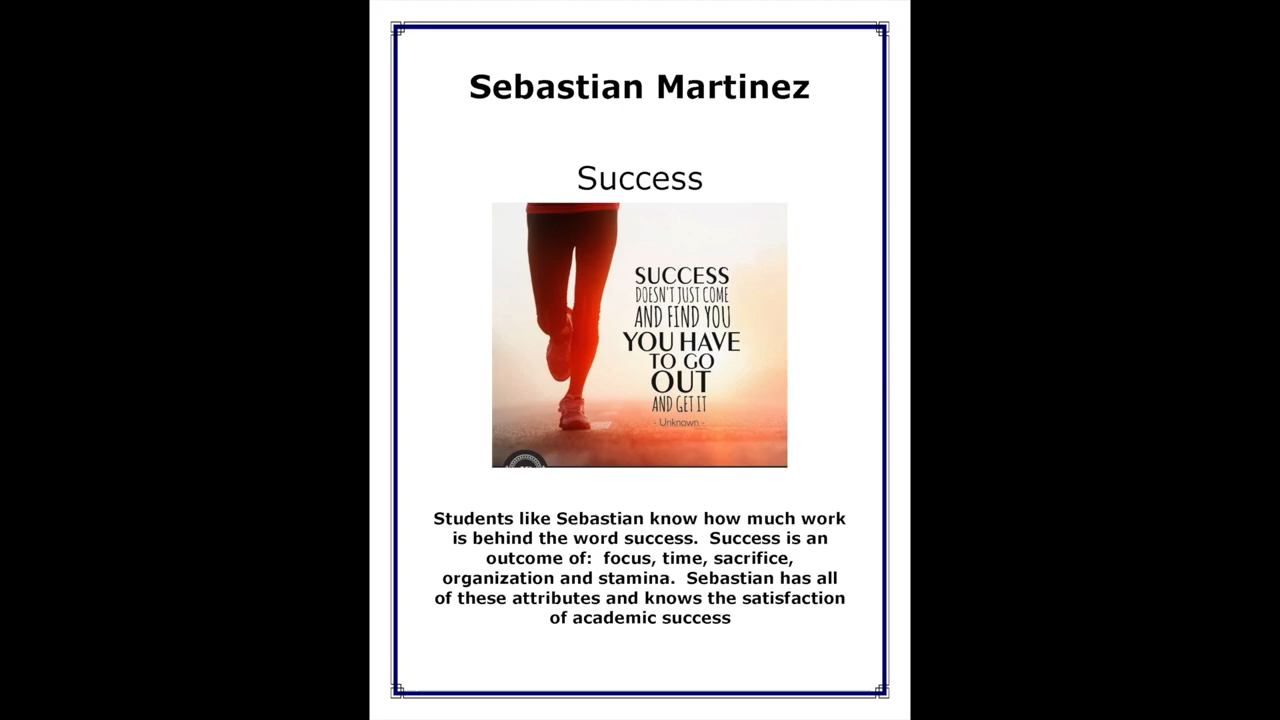 Sebastian Martinez
Success
SUCCESS
DOESN'T JUST COME
AND FIND YOU
YOU HAVE
TO GO
OUT
AND GET IT
- Unknown -
Students like Sebastian know how much work
is behind the word success.  Success is an
outcome of:  focus, time, sacrifice,
organization and stamina.  Sebastian has all
of these attributes and knows the satisfaction
of academic success